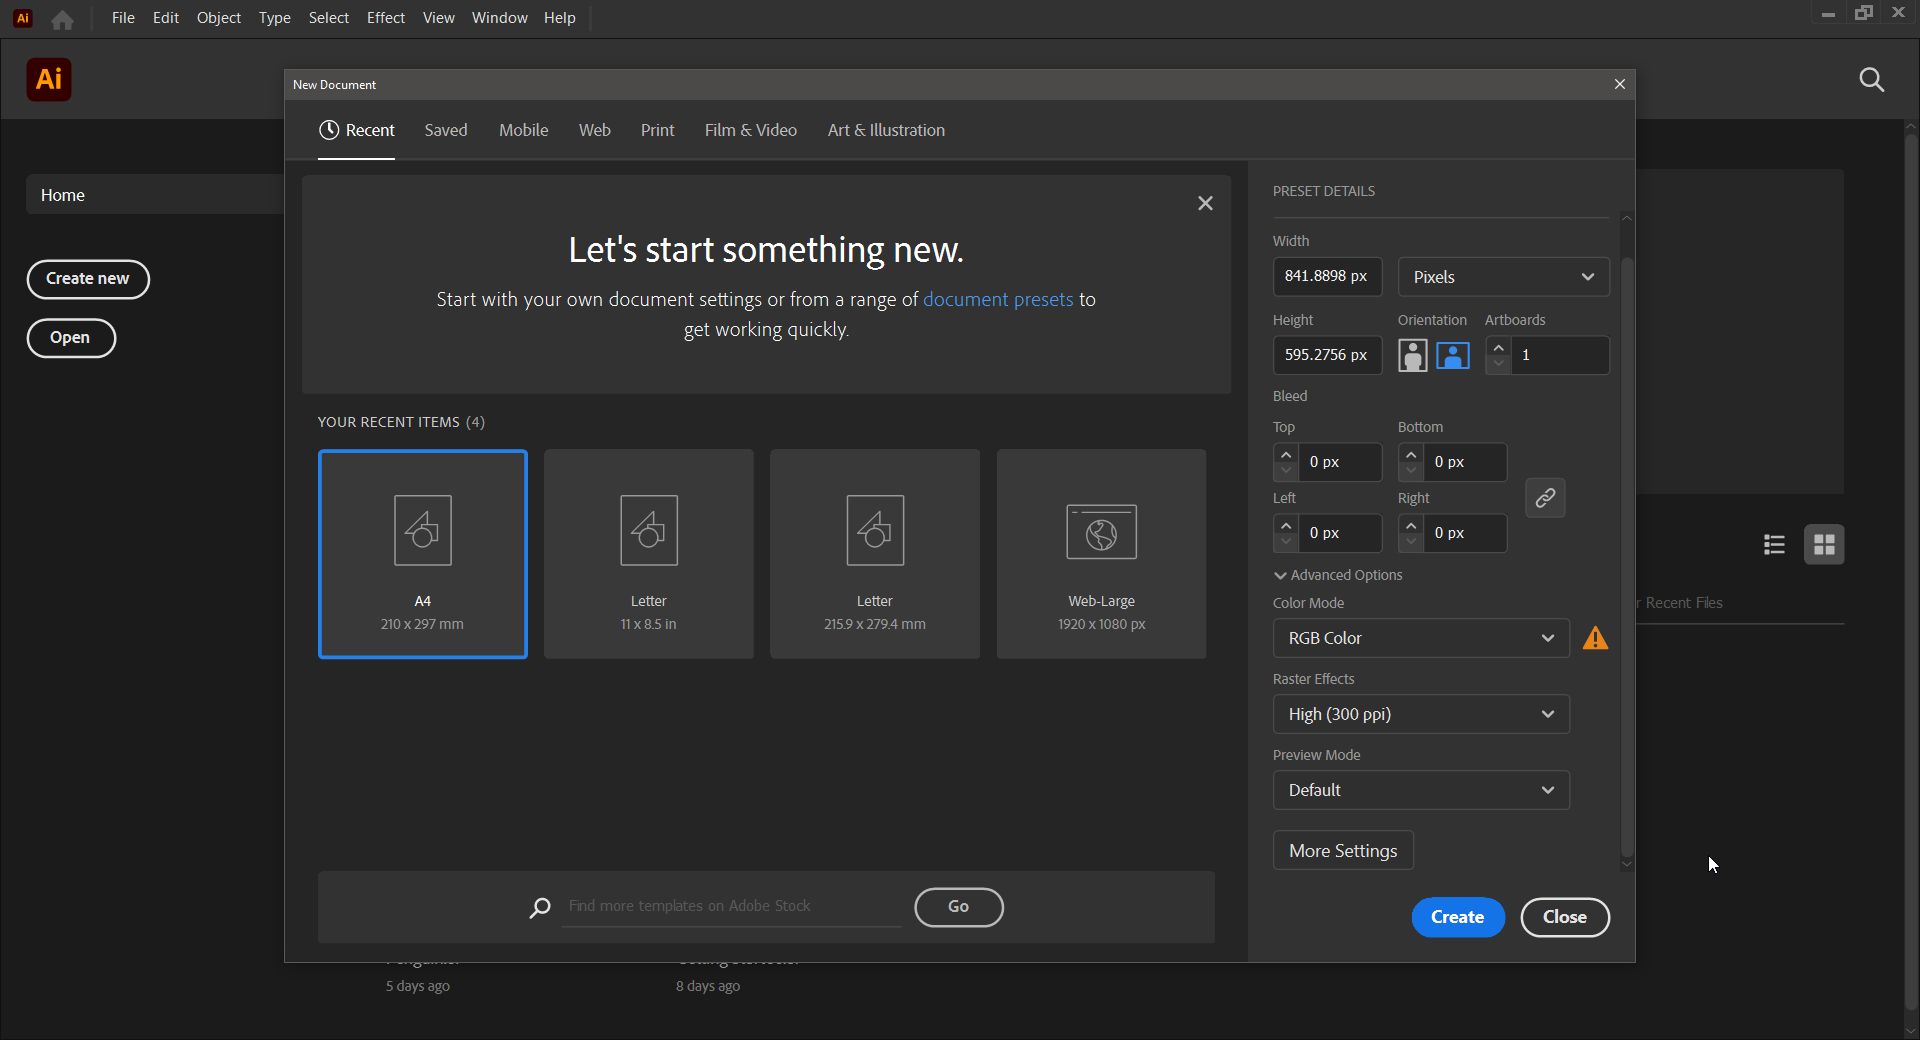 Ai File Edit Object Type Select Effect View Window Help
Ai
New Document
Recent Saved Mobile Web Print Film & Video Art & Illustration
Home
Create new
Open
Let's start something new.
Start with your own document settings or from a range of document presets to
get working quickly.
YOUR RECENT ITEMS (4)
A4
210 x 297 mm
Letter
11 x 8.5 in
Letter
215.9 x 279.4 mm
Web-Large
1920 x 1080 px
Find more templates on Adobe Stock
Go
PRESET DETAILS
Width
841.8898 px Pixels
Height Orientation Artboards
595.2756 px 1
Bleed
Top Bottom
0 px 0 px
Left Right
0 px 0 px
Advanced Options
Color Mode
RGB Color
Raster Effects
High (300 ppi)
Preview Mode
Default
More Settings
Create Close
r Recent Files
5 days ago 8 days ago